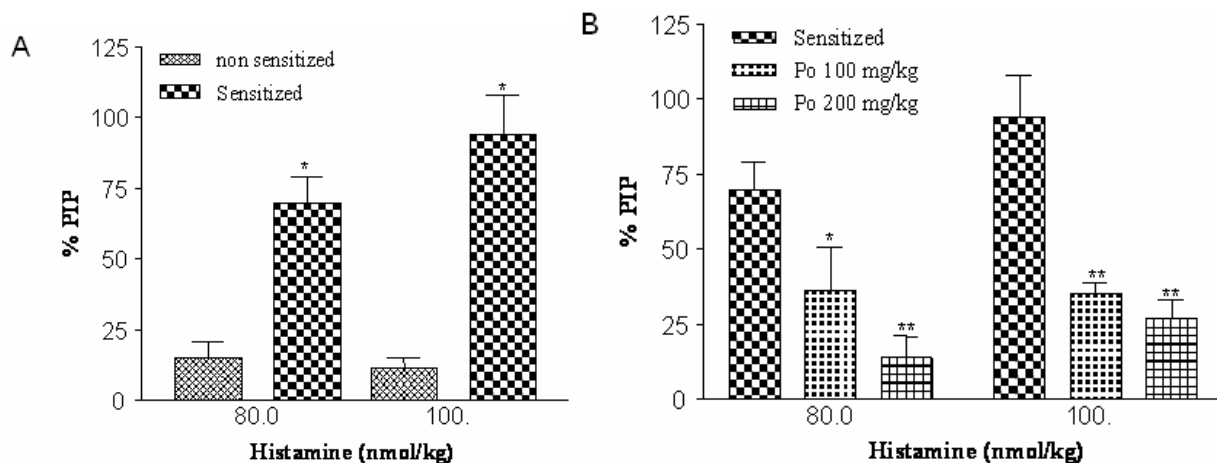 A
125
100
75
50
25
0
% PIP
non sensitized
Sensitized
*
*
80.0
100.
Histamine (nmol/kg)
B
125
100
75
50
25
0
% PIP
Sensitized
Po 100 mg/kg
Po 200 mg/kg
*
**
**
**
80.0
100.
Histamine (nmol/kg)